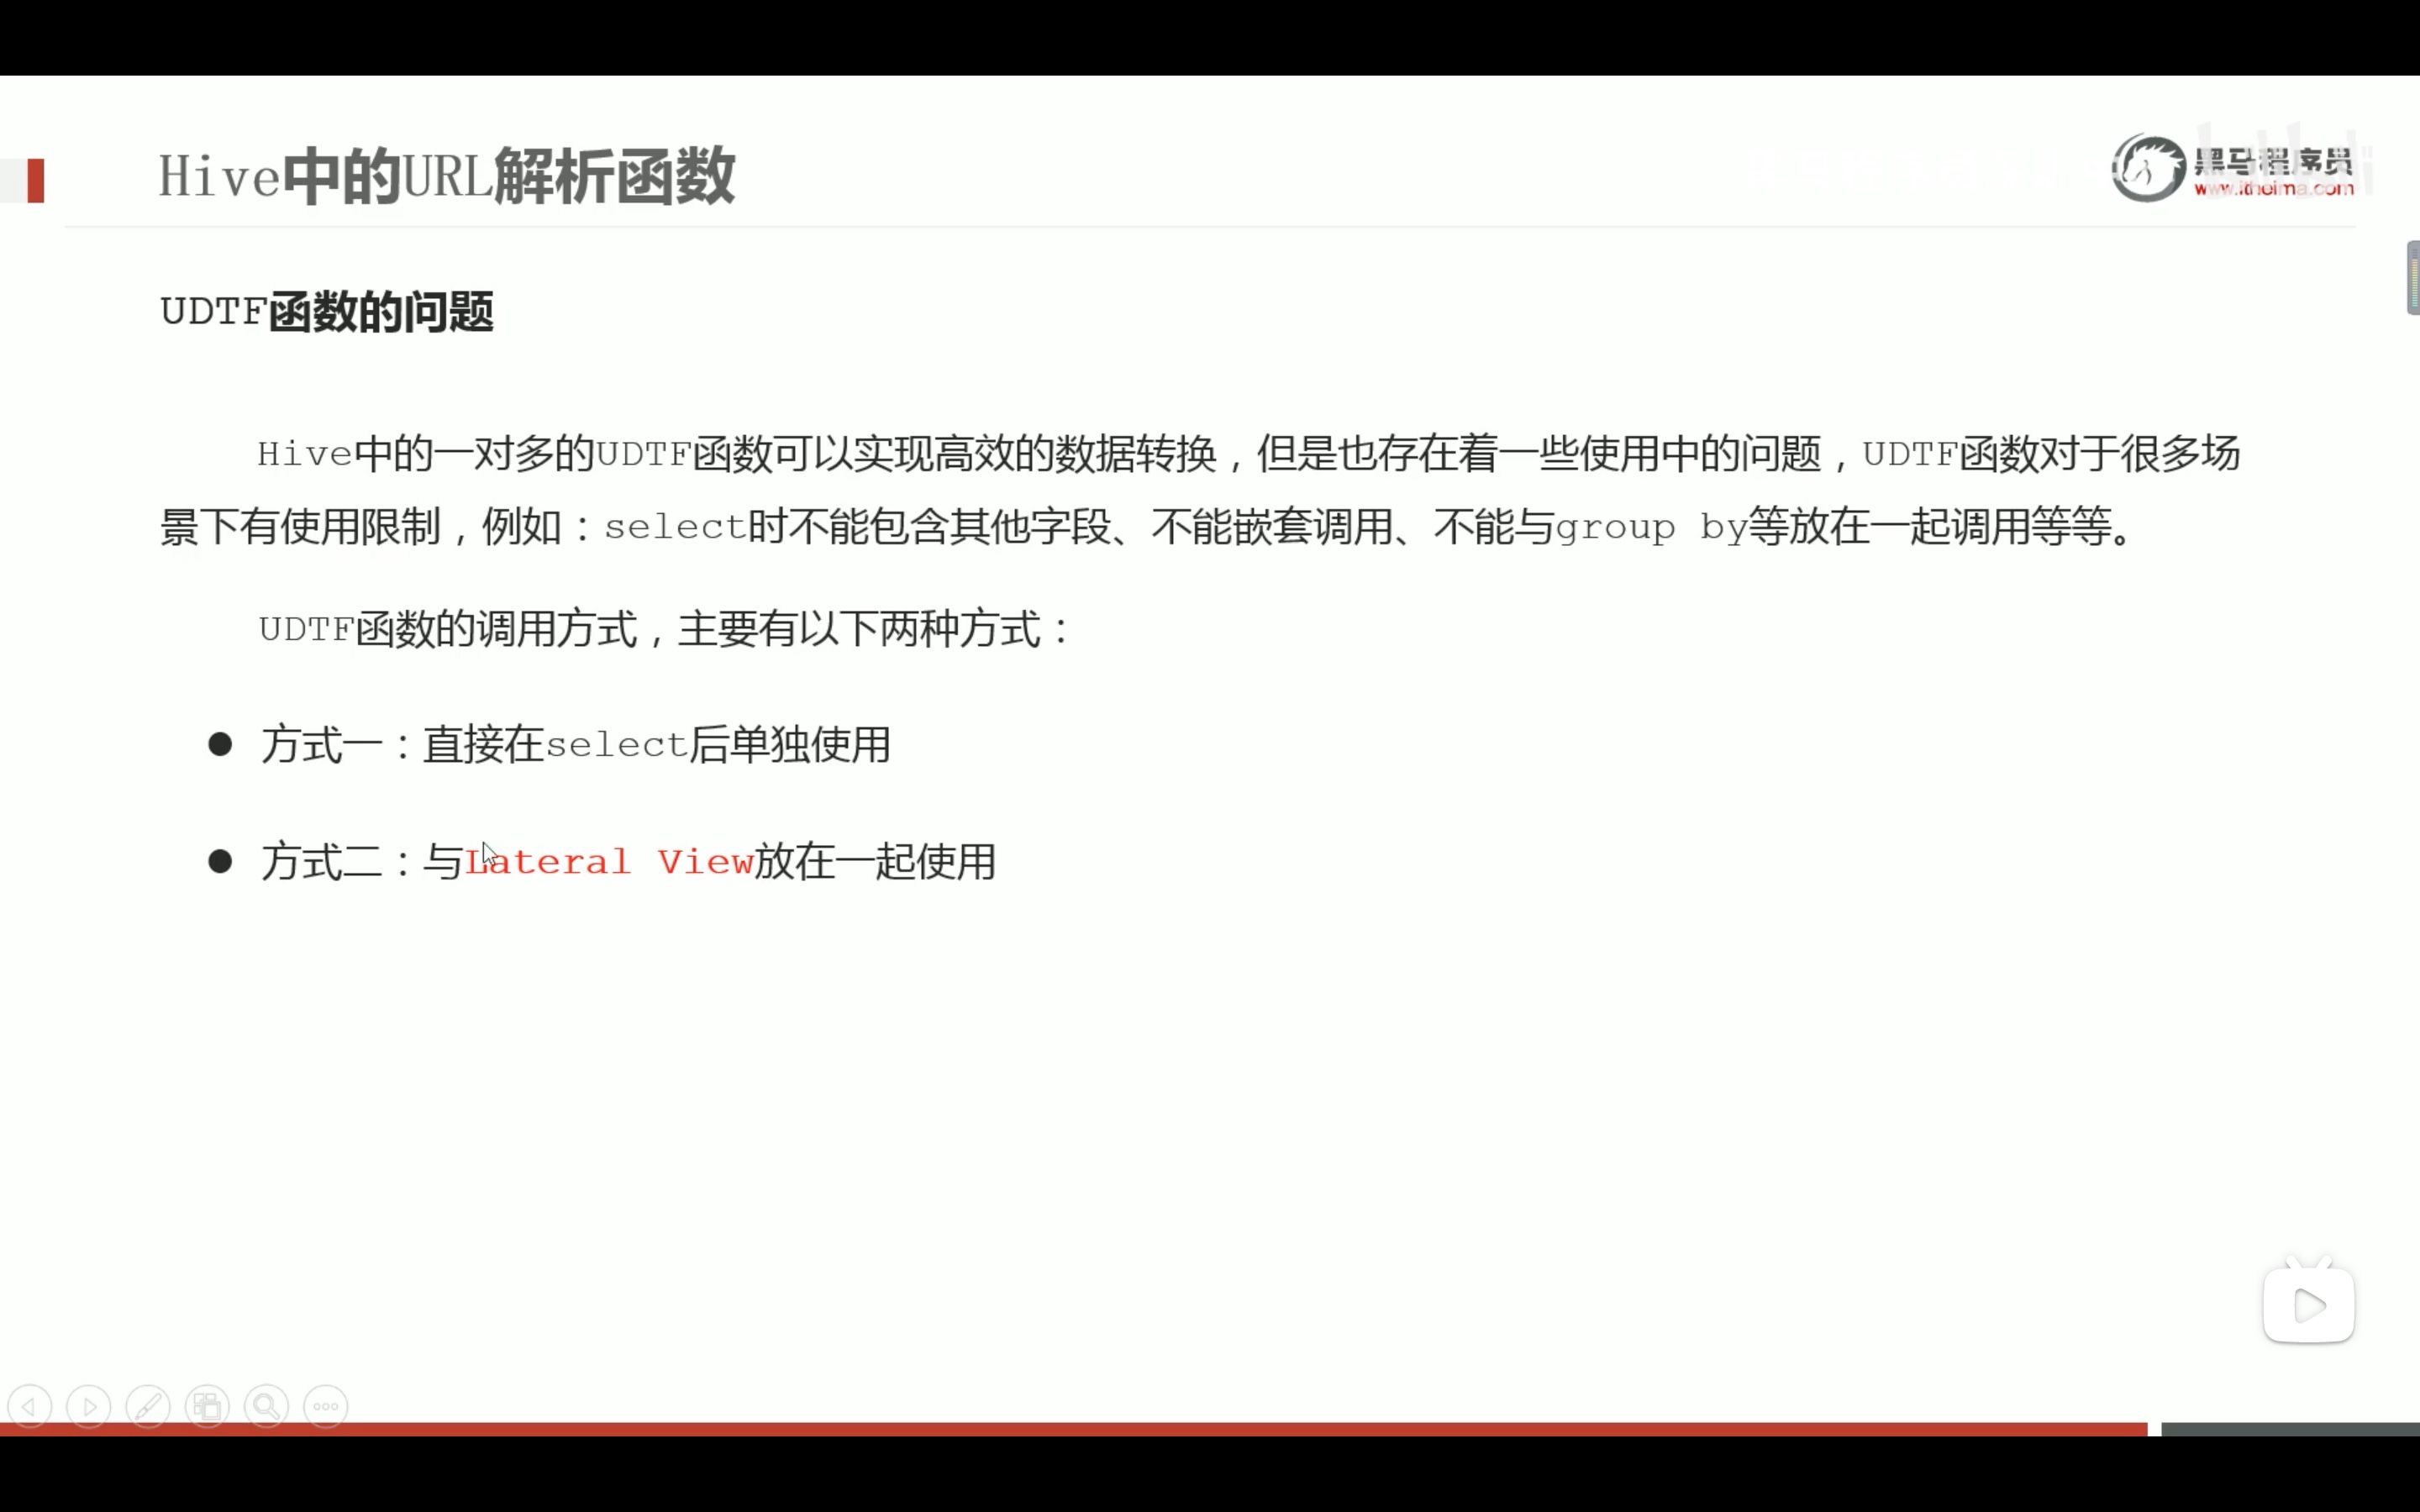 Hive中的URL解析函数
黑马程序员
www.itheima.com
UDTF函数的问题
Hive中的一对多的UDTF函数可以实现高效的数据转换，但是也存在着一些使用中的问题，UDTF函数对于很多场
景下有使用限制，例如：select时不能包含其他字段、不能嵌套调用、不能与group by等放在一起调用等等。
UDTF函数的调用方式，主要有以下两种方式：
● 方式一：直接在select后单独使用
● 方式二：与Lateral View放在一起使用